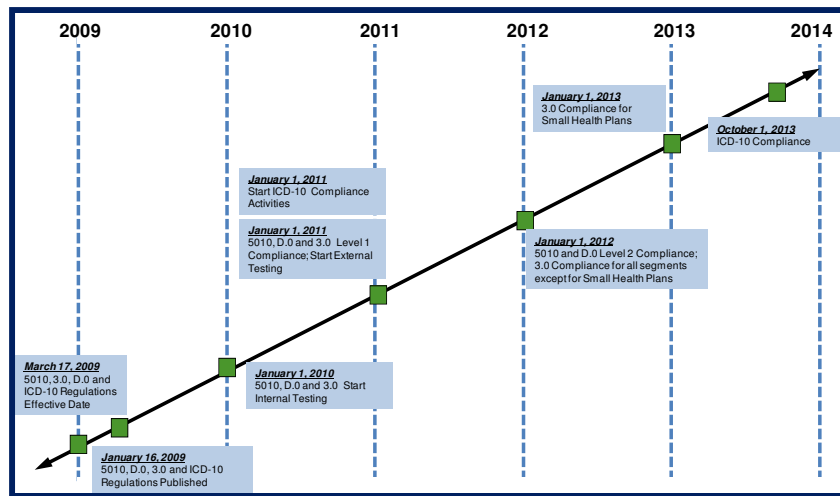 2009 2010 2011 2012 2013 2014
January 1, 2013
3.0 Compliance for
Small Health Plans
October 1, 2013
ICD-10 Compliance
January 1, 2011
Start ICD-10 Compliance
Activities
January 1, 2011
5010, D.0 and 3.0 Level 1
Compliance; Start External
Testing
January 1, 2012
5010 and D.0 Level 2 Compliance;
3.0 Compliance for all segments
except for Small Health Plans
March 17, 2009
5010, 3.0, D.0 and
ICD-10 Regulations
Effective Date
January 1, 2010
5010, D.0 and 3.0 Start
Internal Testing
January 16, 2009
5010, D.0, 3.0 and ICD-10
Regulations Published